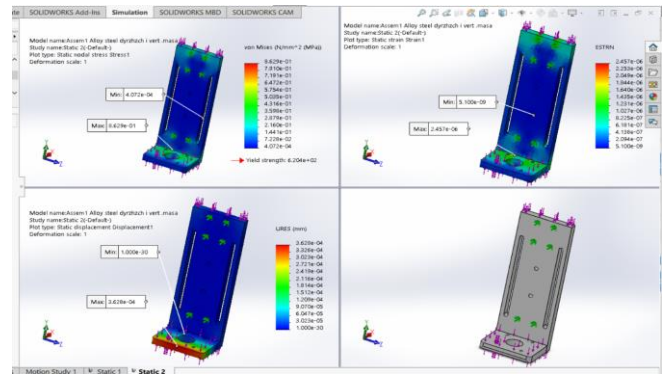 SOLIDWORKS Add-Ins Simulation SOLIDWORKS MBD SOLIDWORKS CAM
Model name:Assem1 Alloy steel dyrzhzch i vert .masa
Study name:Static 2(-Default-)
Plot type: Static nodal stress Stress1
Deformation scale: 1
von Mises (N/mm^2 (MPa))
8.629e-01
7.910e-01
7.191e-01
6.472e-01
5.754e-01
5.035e-01
4.316e-01
3.598e-01
2.879e-01
2.160e-01
1.441e-01
7.228e-02
4.072e-04
Yield strength: 6.204e+02
Min: 4.072e-04
Max: 8.629e-01
Model name:Assem1 Alloy steel dyrzhzch i vert .masa
Study name:Static 2(-Default-)
Plot type: Static strain Strain1
Deformation scale: 1
ESTRN
2.457e-06
2.253e-06
2.049e-06
1.844e-06
1.640e-06
1.435e-06
1.231e-06
1.027e-06
8.225e-07
6.181e-07
4.138e-07
2.094e-07
5.100e-09
Min: 5.100e-09
Max: 2.457e-06
Model name:Assem1 Alloy steel dyrzhzch i vert .masa
Study name:Static 2(-Default-)
Plot type: Static displacement Displacement1
Deformation scale: 1
URES (mm)
3.628e-04
3.326e-04
3.023e-04
2.721e-04
2.419e-04
2.116e-04
1.814e-04
1.512e-04
1.209e-04
9.070e-05
6.047e-05
3.023e-05
1.000e-30
Min: 1.000e-30
Max: 3.628e-04
Motion Study 1 Static 1 Static 2